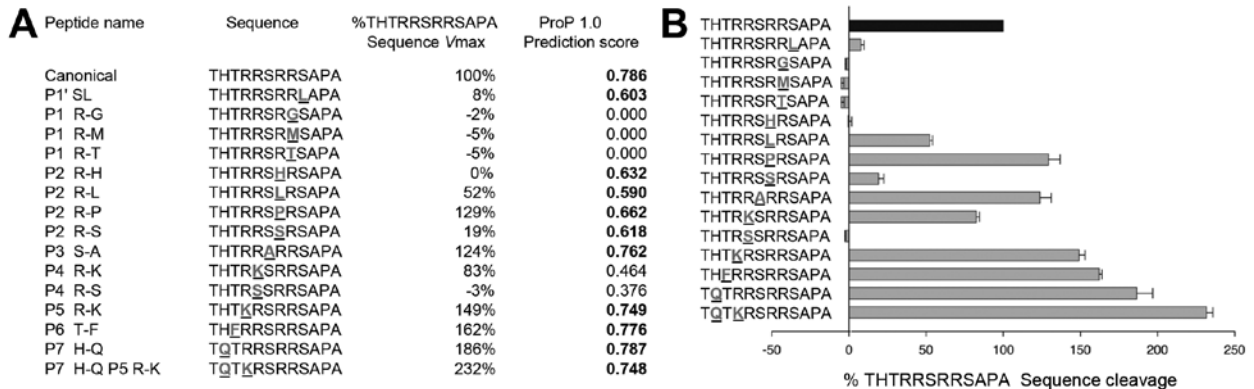 A
Peptide name Sequence %THTRRSRRSAPA ProP 1.0
Sequence Vmax Prediction score
Canonical THTRRSRRSAPA 100% 0.786
P1' SL THTRRSRRLAPA 8% 0.603
P1 R-G THTRRSRGSAPA -2% 0.000
P1 R-M THTRRSRMSAPA -5% 0.000
P1 R-T THTRRSRTSAPA -5% 0.000
P2 R-H THTRRSHRSAPA 0% 0.632
P2 R-L THTRRSLRSAPA 52% 0.590
P2 R-P THTRRSPRSAPA 129% 0.662
P2 R-S THTRRSSRSAPA 19% 0.618
P3 S-A THTRRARRSAPA 124% 0.762
P4 R-K THTRKSRRSAPA 83% 0.464
P4 R-S THTRSSRRSAPA -3% 0.376
P5 R-K THTKRSRRSAPA 149% 0.749
P6 T-F THFRRSRRSAPA 162% 0.776
P7 H-Q TQTRRSRRSAPA 186% 0.787
P7 H-Q P5 R-K TQTKRSRRSAPA 232% 0.748
B
THTRRSRRSAPA
THTRRSRRLAPA
THTRRSRGSAPA
THTRRSRMSAPA
THTRRSRTSAPA
THTRRSHRSAPA
THTRRSLRSAPA
THTRRSPRSAPA
THTRRSSRSAPA
THTRRARRSAPA
THTRKSRRSAPA
THTRSSRRSAPA
THTKRSRRSAPA
THFRRSRRSAPA
TQTRRSRRSAPA
TQTKRSRRSAPA
-50 0 50 100 150 200 250
% THTRRSRRSAPA Sequence cleavage